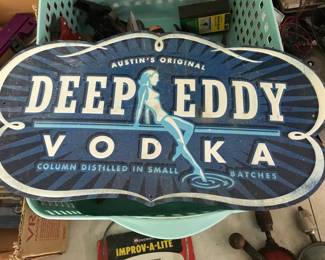 AUSTIN'S ORIGINAL
DEEP EDDY
VODKA
COLUMN DISTILLED IN SMALL BATCHES
IMPROV-A-LITE